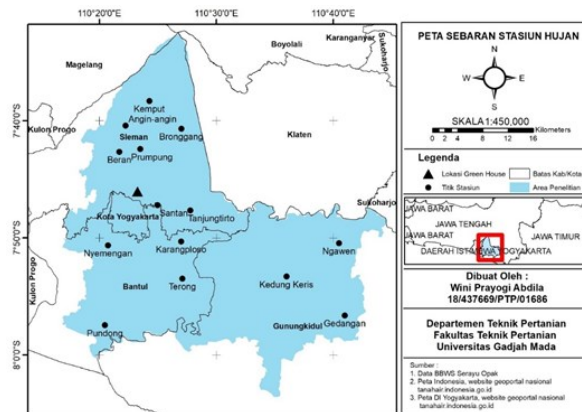 110°20'0"E
110°30'0"E
110°40'0"E
Karanganyar
Sukoharjo
Boyolali
Magelang
7°40'0"S
Kemput
Angin-angin
Sleman
Bronggang
Kulon Progo
Klaten
Beran
Prumpung
Kota Yogyakarta
Santan
Tanjungtirto
Sukoharjo
7°50'0"S
Nyemengan
Karangploso
Ngawen
Kulon Progo
Bantul
Terong
Kedung Keris
Pundong
Gunungkidul
Gedangan
8°0'0"S
PETA SEBARAN STASIUN HUJAN
N
W
E
S
SKALA1:450,000
0 2 4 8 12 16
Kilometers
Legenda
Lokasi Green House
Batas Kab/Kota
Titik Stasiun
Area Penelitian
JAWA BARAT
JAWA TENGAH
JAWA BARAT
JAWA TIMUR
DAERAH ISTIMEWA YOGYAKARTA
Dibuat Oleh :
Wini Prayogi Abdila
18/437669/PTP/01686
Departemen Teknik Pertanian
Fakultas Teknik Pertanian
Universitas Gadjah Mada
Sumber :
1. Data BBWS Serayu Opak
2. Peta Indonesia, website geoportal nasional
tanahair.indonesia.go.id
3. Peta DI Yogyakarta, website geoportal nasional
tanahair.indonesia.go.id